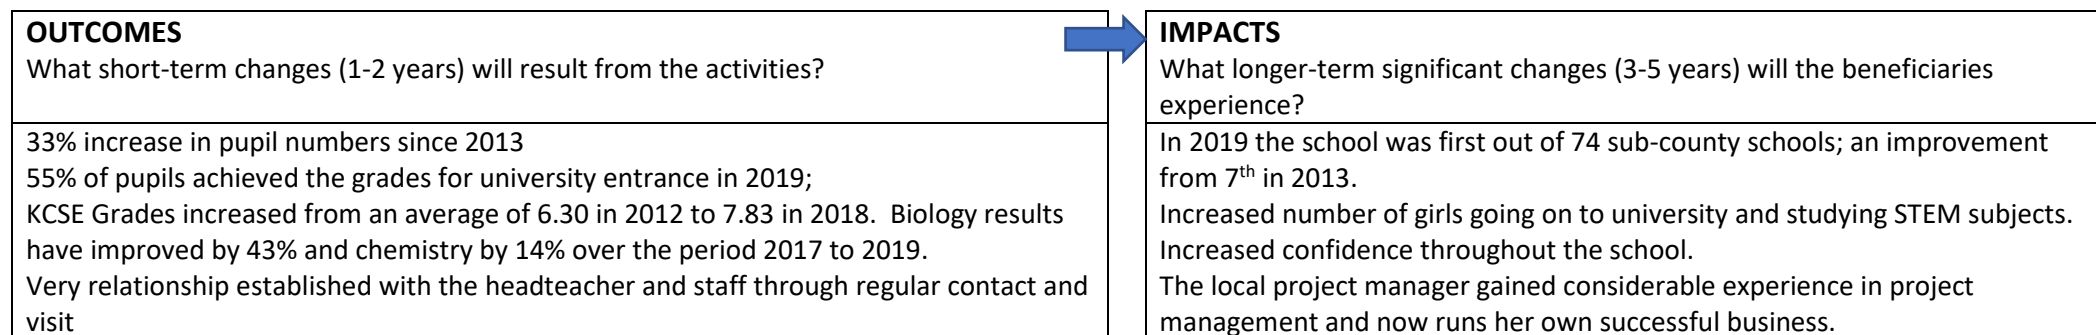 OUTCOMES
What short-term changes (1-2 years) will result from the activities?
33% increase in pupil numbers since 2013
55% of pupils achieved the grades for university entrance in 2019;
KCSE Grades increased from an average of 6.30 in 2012 to 7.83 in 2018.  Biology results
have improved by 43% and chemistry by 14% over the period 2017 to 2019.
Very relationship established with the headteacher and staff through regular contact and
visit
IMPACTS
What longer-term significant changes (3-5 years) will the beneficiaries
experience?
In 2019 the school was first out of 74 sub-county schools; an improvement
from 7th in 2013.
Increased number of girls going on to university and studying STEM subjects.
Increased confidence throughout the school.
The local project manager gained considerable experience in project
management and now runs her own successful business.